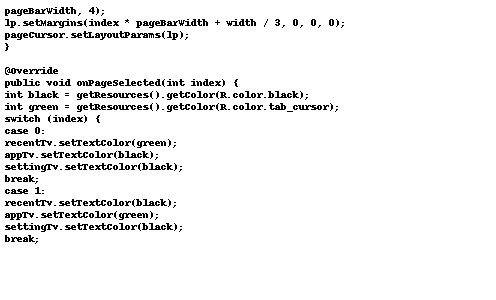 pageBarWidth, 4);
lp.setMargins(index * pageBarWidth + width / 3, 0, 0, 0);
pageCursor.setLayoutParams(lp);
}
@Override
public void onPageSelected(int index) {
int black = getResources().getColor(R.color.black);
int green = getResources().getColor(R.color.tab_cursor);
switch (index) {
case 0:
recentTv.setTextColor(green);
appTv.setTextColor(black);
settingTv.setTextColor(black);
break;
case 1:
recentTv.setTextColor(black);
appTv.setTextColor(green);
settingTv.setTextColor(black);
break;